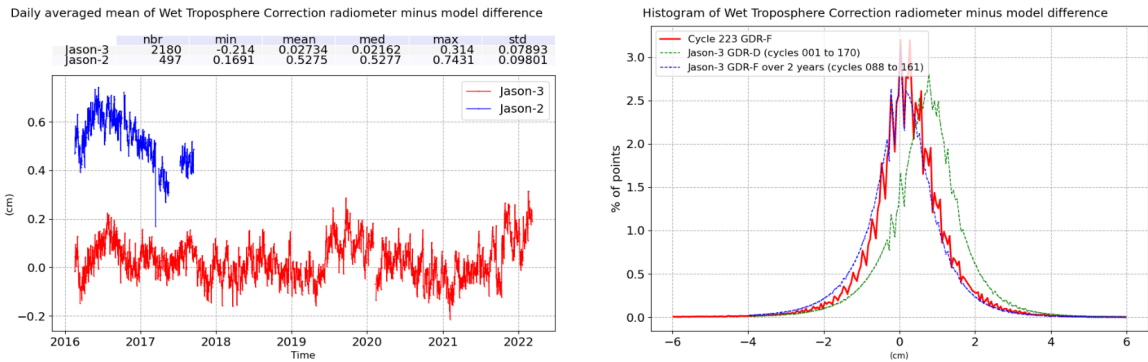 Daily averaged mean of Wet Troposphere Correction radiometer minus model difference
nbr min mean med max std
Jason-3 2180 -0.214 0.02734 0.02162 0.314 0.07893
Jason-2 497 0.1691 0.5275 0.5277 0.7431 0.09801
Jason-3
Jason-2
0.6
0.4
0.2
0.0
−0.2
(cm)
2016 2017 2018 2019 2020 2021 2022
Time
Histogram of Wet Troposphere Correction radiometer minus model difference
Cycle 223 GDR-F
Jason-3 GDR-D (cycles 001 to 170)
Jason-3 GDR-F over 2 years (cycles 088 to 161)
3.0
2.5
2.0
1.5
1.0
0.5
0.0
% of points
−6 −4 −2 0 2 4 6
(cm)